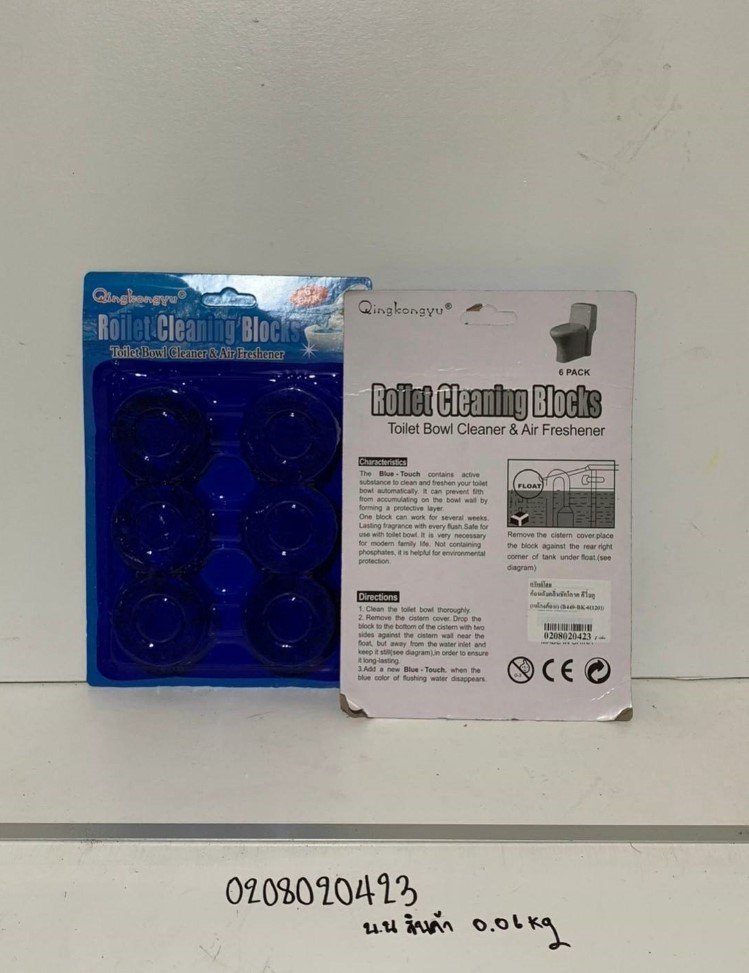 Qingkongyu®
Roilet Cleaning Blocks
Toilet Bowl Cleaner & Air Freshener
Qingkongyu®
6 PACK
Roilet Cleaning Blocks
Toilet Bowl Cleaner & Air Freshener
Characteristics
The Blue - Touch contains active
substance to clean and freshen your toilet
bowl automatically. It can prevent filth
from accumulating on the bowl wall by
forming a protective layer.
One block can work for several weeks.
Lasting fragrance with every flush.Safe for
use with toilet bowl. It is very necessary
for modern family life. Not containing
phosphates, it is helpful for environmental
protection.
FLOAT
Remove the cistern cover.place
the block against the rear right
corner of tank under float.(see
diagram)
Directions
1. Clean the toilet bowl thoroughly.
2. Remove the cistern cover. Drop the
block to the bottom of the cistern with two
sides against the cistern wall near the
float, but away from the water inlet and
keep it still(see diagram),in order to ensure
it long-lasting.
3.Add a new Blue - Touch. when the
blue color of flushing water disappears.
0208020423
CE
0208020423
น.น สินค้า 0.06 kg